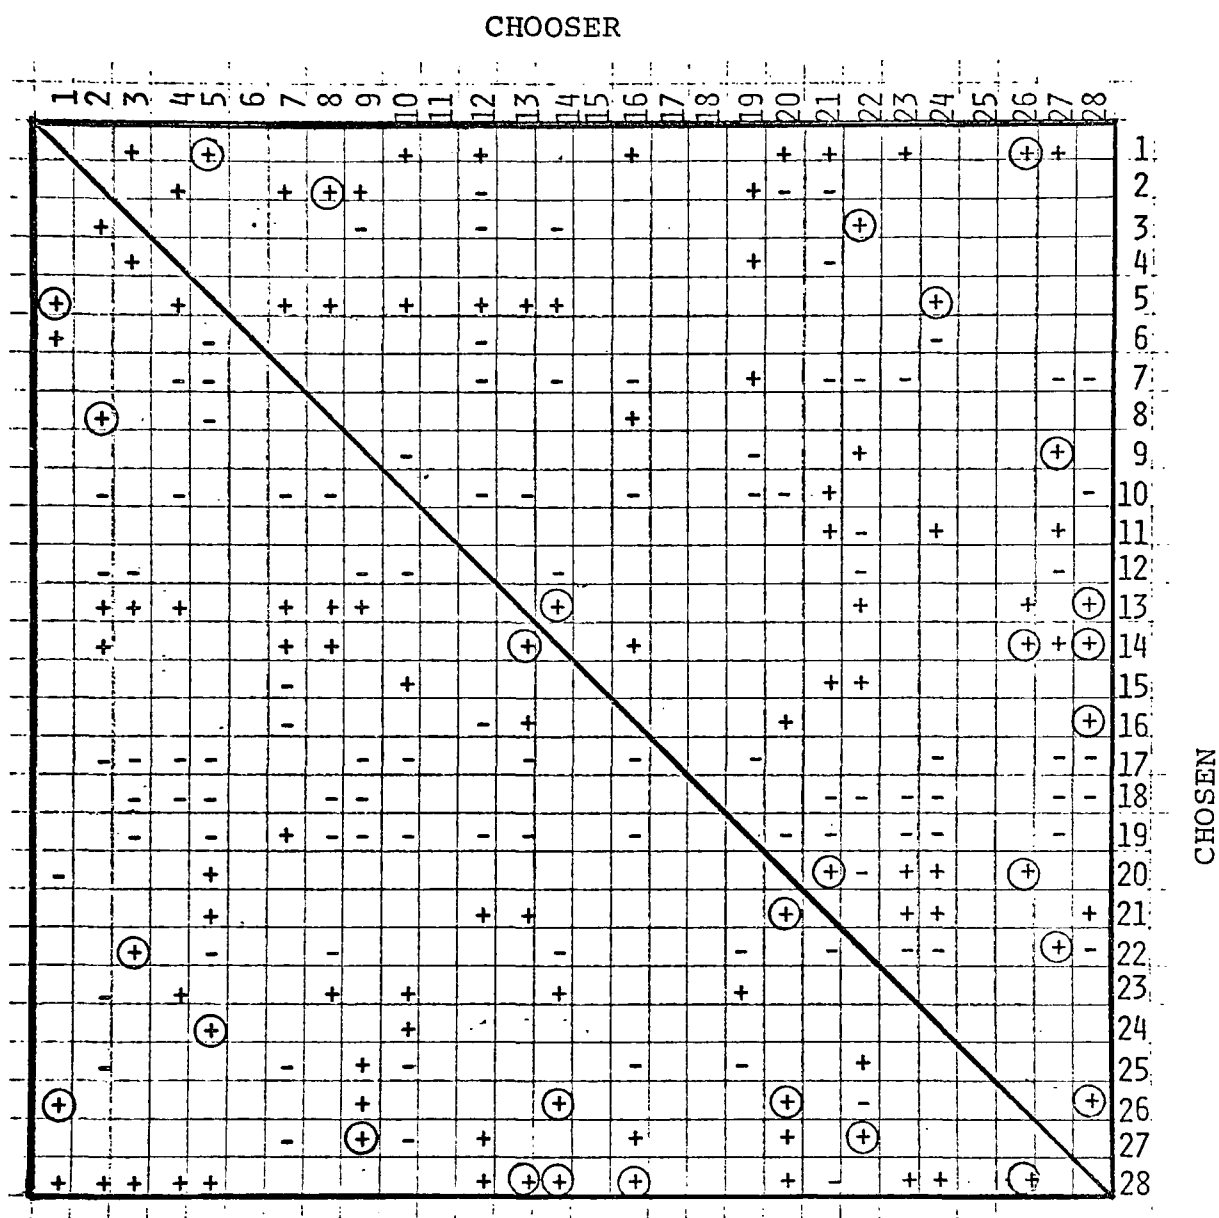 CHOOSER
1 2 3 4 5 6 7 8 9 10 11 12 13 14 15 16 17 18 19 20 21 22 23 24 25 26 27 28
+ ⊕ + + + + + + ⊕ + 1
+ + ⊕ + - + - - 2
+ - - - ⊕ 3
+ + - 4
⊕ + + + + + + + ⊕ 5
+ - - - 6
- - - - - + - - - - - 7
⊕ - + 8
- - + ⊕ 9
- - - - - - - - - + - 10
+ - + + 11
- - - - - - - 12
+ + + + + + ⊕ + + ⊕ 13
+ + + ⊕ + ⊕ + ⊕ 14
- + + + 15
- - + + ⊕ 16
- - - - - - - - - - - - 17
- - - - - - - - - - - 18
- - + - - - - - - - - - - - 19
- + ⊕ - + + ⊕ 20
+ + + ⊕ + + + 21
⊕ - - - - - - - ⊕ - 22
- + + + + + 23
⊕ + 24
- - + - - - + 25
⊕ + ⊕ ⊕ - ⊕ 26
- ⊕ - + + + ⊕ 27
+ + + + + + ⊕ ⊕ ⊕ + - + + ⊕ 28
CHOSEN